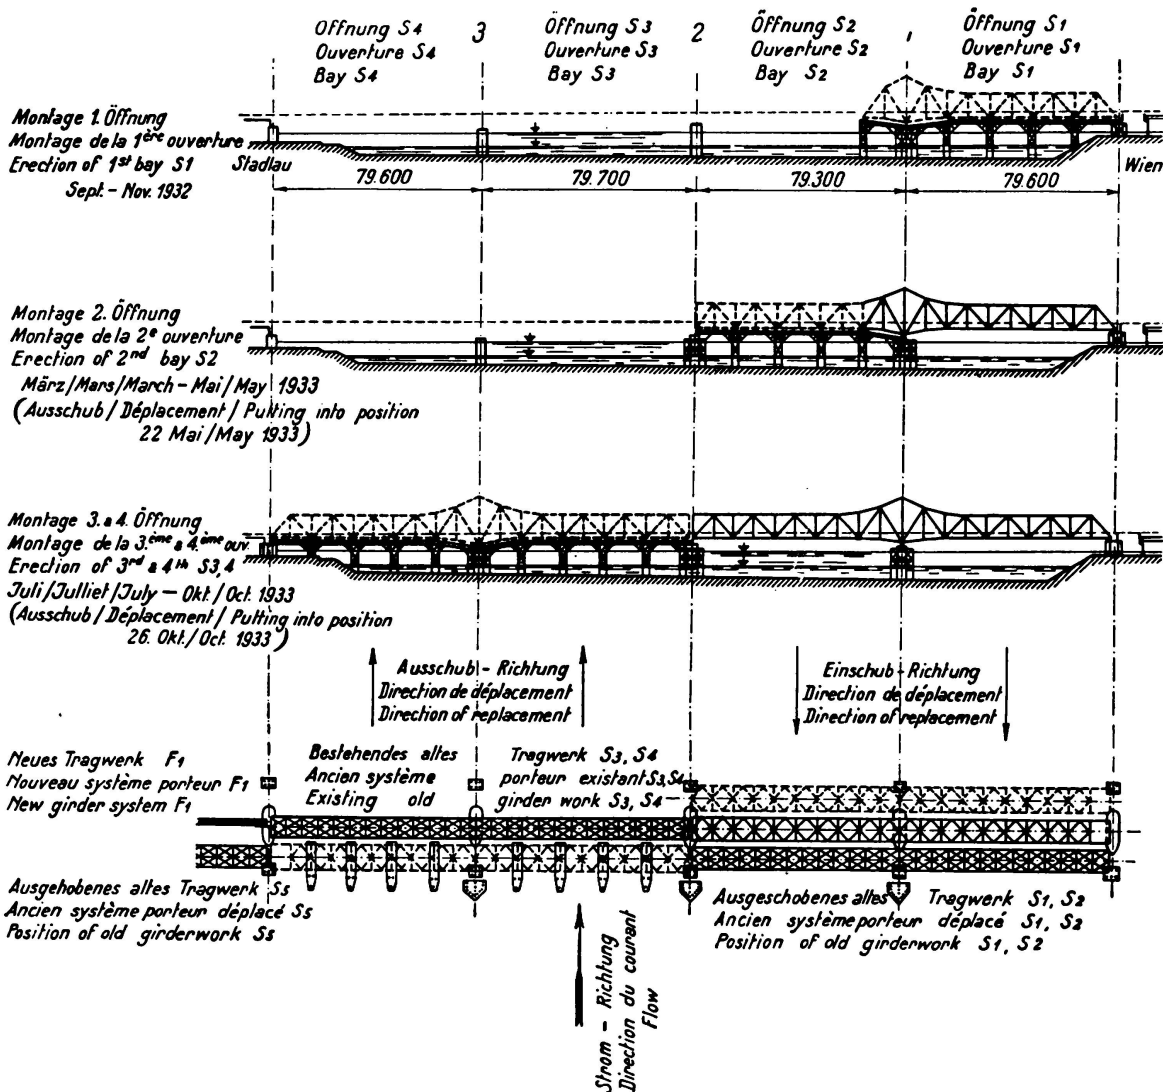 Öffnung S4
Ouverture S4
Bay S4
3
Öffnung S3
Ouverture S3
Bay S3
2
Öffnung S2
Ouverture S2
Bay S2
1
Öffnung S1
Ouverture S1
Bay S1
Montage 1. Öffnung
Montage de la 1ère ouverture
Erection of 1st bay S1
Sept. - Nov. 1932
Stadlau
Wien
79.600
79.700
79.300
79.600
Montage 2. Öffnung
Montage de la 2e ouverture
Erection of 2nd bay S2
März/Mars/March - Mai/May 1933
(Ausschub / Déplacement / Putting into position
22 Mai/May 1933)
Montage 3. a 4. Öffnung
Montage de la 3.ème a 4.ème ouv.
Erection of 3rd a 4th S3,4
Juli/Julliet/July - Okt/Oct. 1933
(Ausschub / Déplacement / Putting into position
26. Okt./Oct. 1933)
Ausschub - Richtung
Direction de déplacement
Direction of replacement
Einschub - Richtung
Direction de déplacement
Direction of replacement
Neues Tragwerk F1
Nouveau système porteur F1
New girder system F1
Bestehendes altes Tragwerk S3, S4
Ancien système porteur existant S3, S4
Existing old girder work S3, S4
Ausgehobenes altes Tragwerk S5
Ancien système porteur déplacé S5
Position of old girderwork S5
Ausgeschobenes altes Tragwerk S1, S2
Ancien système porteur déplacé S1, S2
Position of old girderwork S1, S2
Strom - Richtung
Direction du courant
Flow